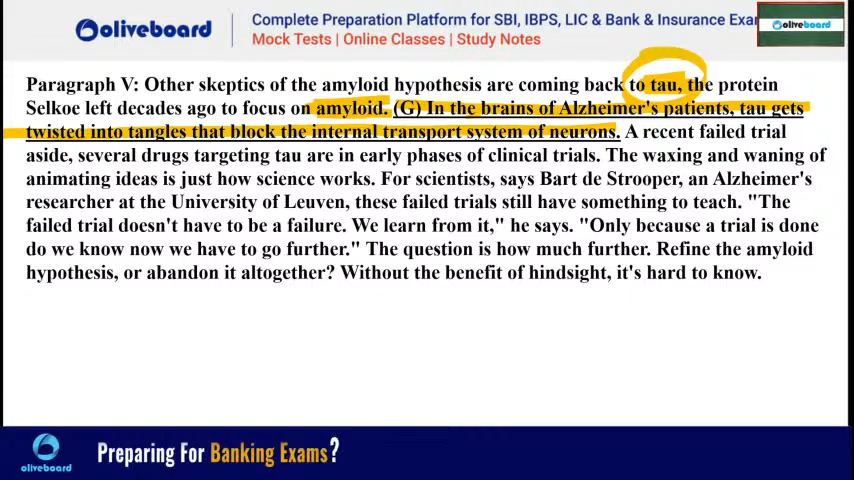 oliveboard
Complete Preparation Platform for SBI, IBPS, LIC & Bank & Insurance Exa
Mock Tests | Online Classes | Study Notes
oliveboard
Paragraph V: Other skeptics of the amyloid hypothesis are coming back to tau, the protein
Selkoe left decades ago to focus on amyloid. (G) In the brains of Alzheimer's patients, tau gets
twisted into tangles that block the internal transport system of neurons. A recent failed trial
aside, several drugs targeting tau are in early phases of clinical trials. The waxing and waning of
animating ideas is just how science works. For scientists, says Bart de Strooper, an Alzheimer's
researcher at the University of Leuven, these failed trials still have something to teach. "The
failed trial doesn't have to be a failure. We learn from it," he says. "Only because a trial is done
do we know now we have to go further." The question is how much further. Refine the amyloid
hypothesis, or abandon it altogether? Without the benefit of hindsight, it's hard to know.
oliveboard
Preparing For Banking Exams?